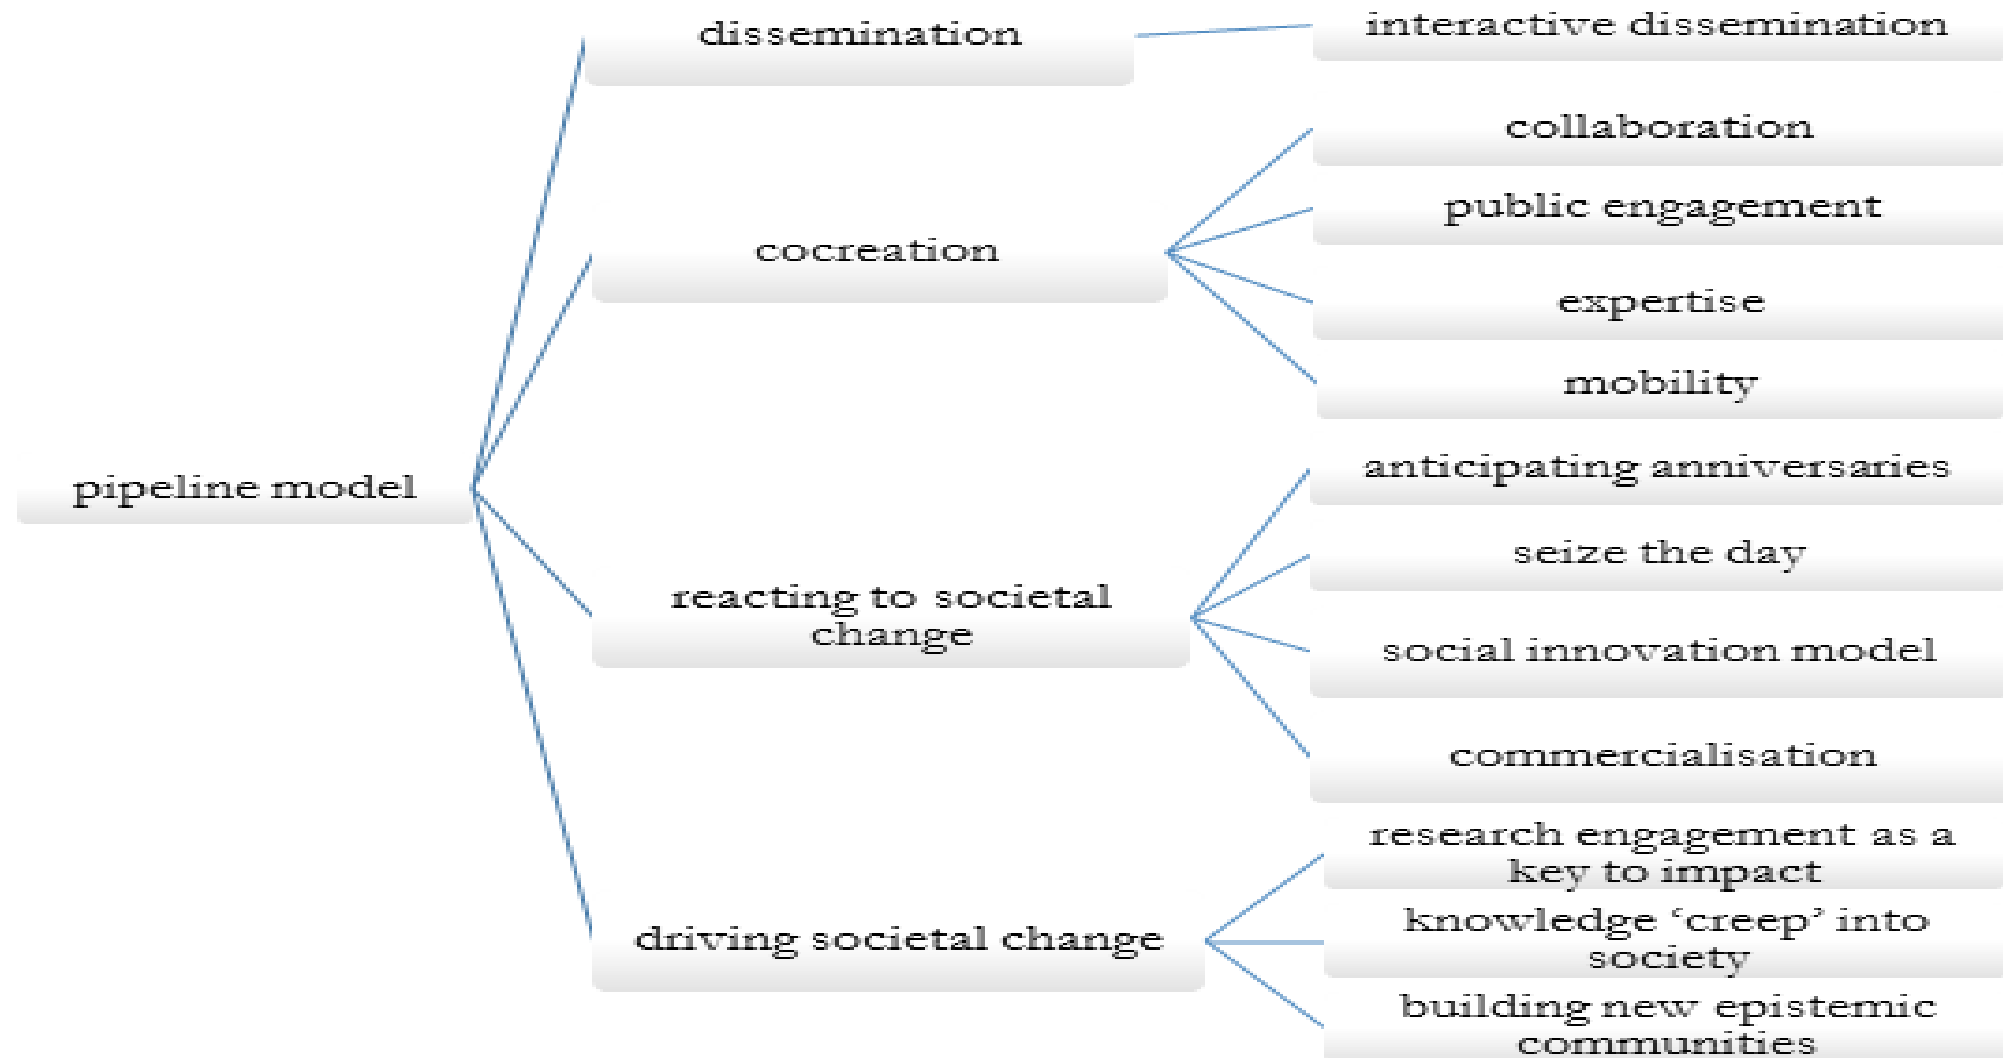 pipeline model
dissemination
interactive dissemination
cocreation
collaboration
public engagement
expertise
mobility
reacting to societal
change
anticipating anniversaries
seize the day
social innovation model
commercialisation
driving societal change
research engagement as a
key to impact
knowledge ‘creep’ into
society
building new epistemic
communities